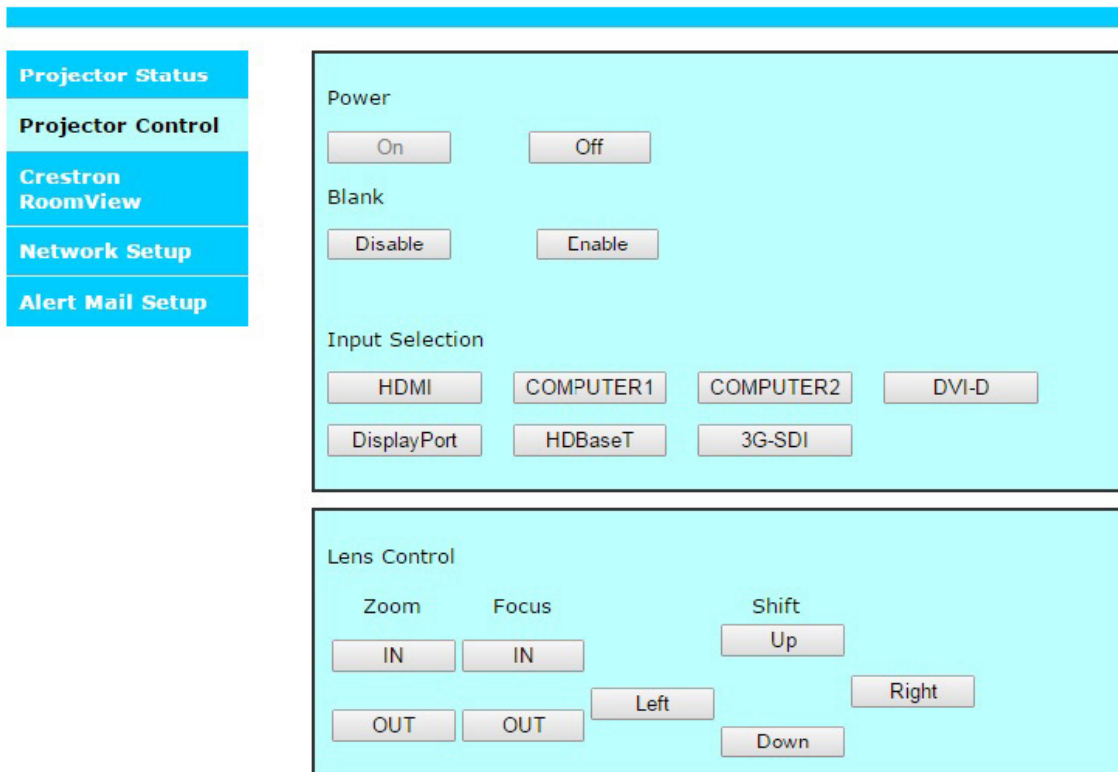 Projector Status
Projector Control
Crestron
RoomView
Network Setup
Alert Mail Setup
Power
On Off
Blank
Disable Enable
Input Selection
HDMI COMPUTER1 COMPUTER2 DVI-D
DisplayPort HDBaseT 3G-SDI
Lens Control
Zoom Focus Shift
Up
IN IN
Left Right
OUT OUT
Down